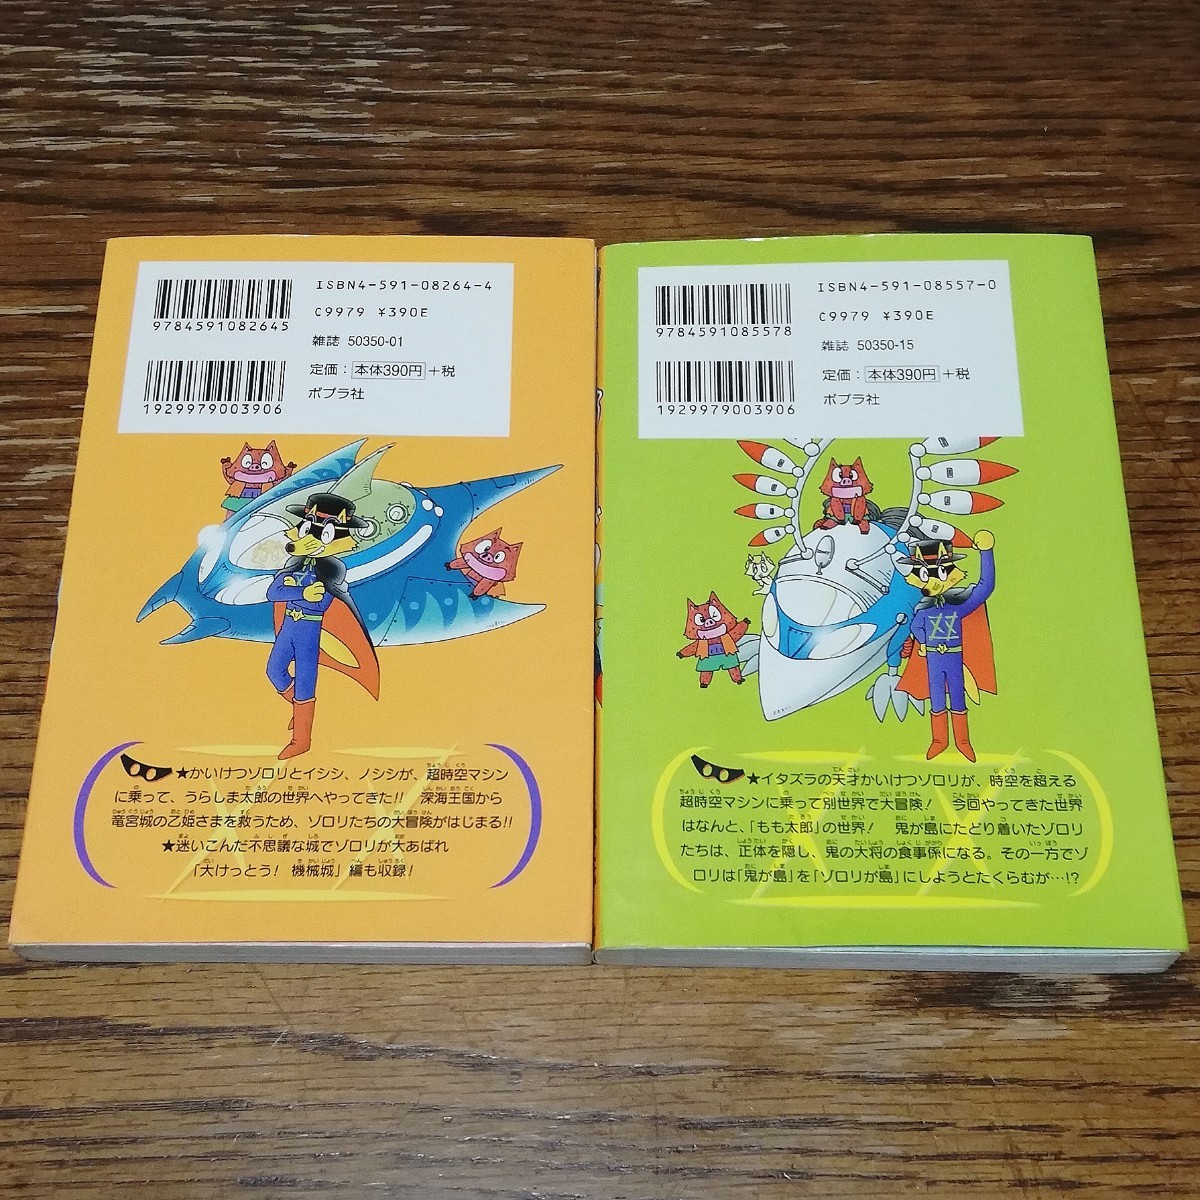 ISBN4-591-08264-4
9784591082645
C9979 ¥390E
雑誌 50350-01
定価：本体390円＋税
1929979003906
ポプラ社
★かいけつゾロリとイシシ、ノシシが、超時空マシン
に乗って、うらしま太郎の世界へやってきた!! 深海王国から
竜宮城の乙姫さまを救うため、ゾロリたちの大冒険がはじまる!!
★迷いこんだ不思議な城でゾロリが大あばれ
「大けっとう! 機械城」編も収録!
ISBN4-591-08557-0
9784591085578
C9979 ¥390E
雑誌 50350-15
定価：本体390円＋税
1929979003906
ポプラ社
★イタズラの天才かいけつゾロリが、時空を超える
超時空マシンに乗って別世界で大冒険! 今回やってきた世界
はなんと、「もも太郎」の世界! 鬼が島にたどり着いたゾロリ
たちは、正体を隠し、鬼の大将の食事係になる。その一方でゾ
ロリは「鬼が島」を「ゾロリが島」にしようとたくらむが…!?